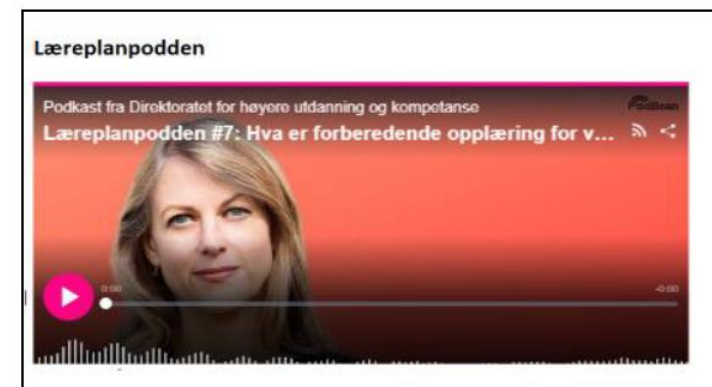 Læreplanpodden
Podkast fra Direktoratet for høyere utdanning og kompetanse
PodBean
Læreplanpodden #7: Hva er forberedende opplæring for v...
0:00
-0:00